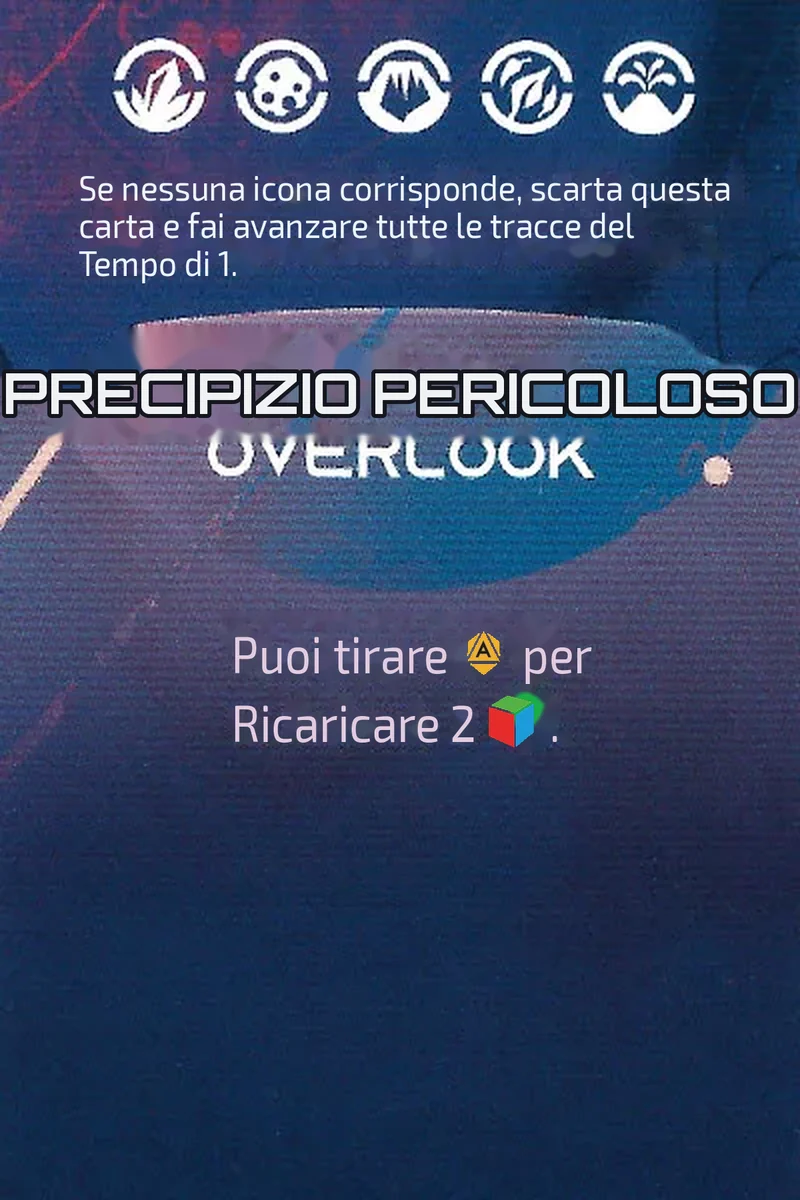 Se nessuna icona corrisponde, scarta questa
carta e fai avanzare tutte le tracce del
Tempo di 1.
PRECIPIZIO PERICOLOSO
OVERLOOK
Puoi tirare A per
Ricaricare 2 .